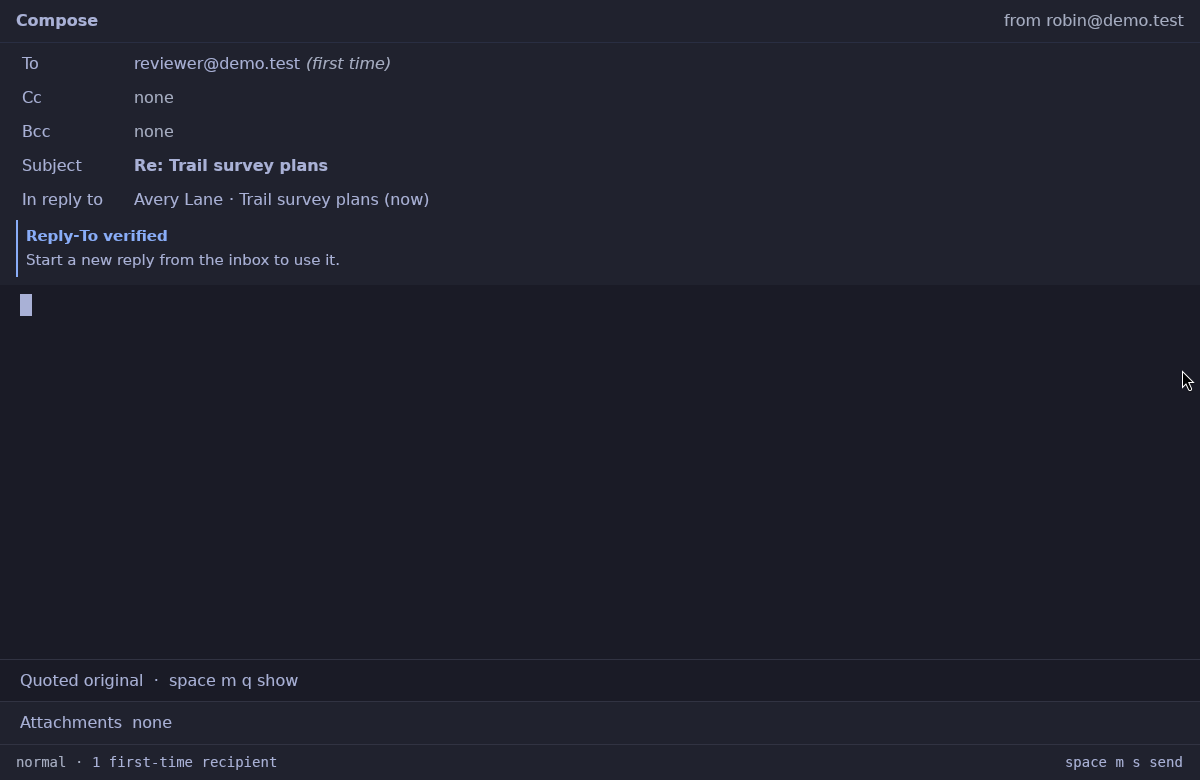 Compose from robin@demo.test
To reviewer@demo.test (first time)
Cc none
Bcc none
Subject Re: Trail survey plans
In reply to Avery Lane · Trail survey plans (now)
Reply-To verified
Start a new reply from the inbox to use it.
Quoted original · space m q show
Attachments none
normal · 1 first-time recipient space m s send